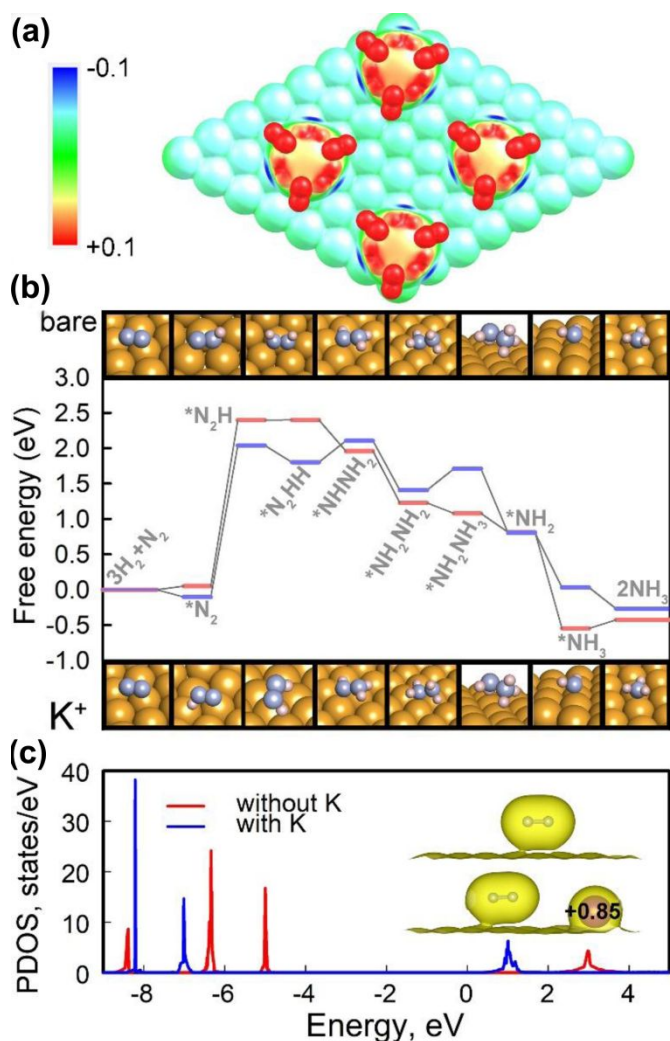 (a)
-0.1
+0.1
(b)
bare
3.0
2.5
2.0
1.5
1.0
0.5
0.0
-0.5
-1.0
Free energy (eV)
3H₂+N₂
*N₂
*N₂H
*N₂HH
*NHNH₂
*NH₂NH₂
*NH₂NH₃
*NH₂
*NH₃
2NH₃
K⁺
(c)
40
30
20
10
0
PDOS, states/eV
without K
with K
+0.85
-8 -6 -4 -2 0 2 4
Energy, eV